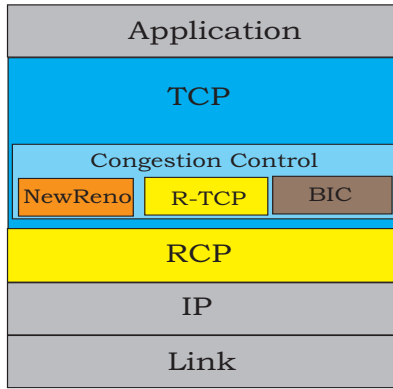 Application
TCP
Congestion Control
NewReno R-TCP BIC
RCP
IP
Link